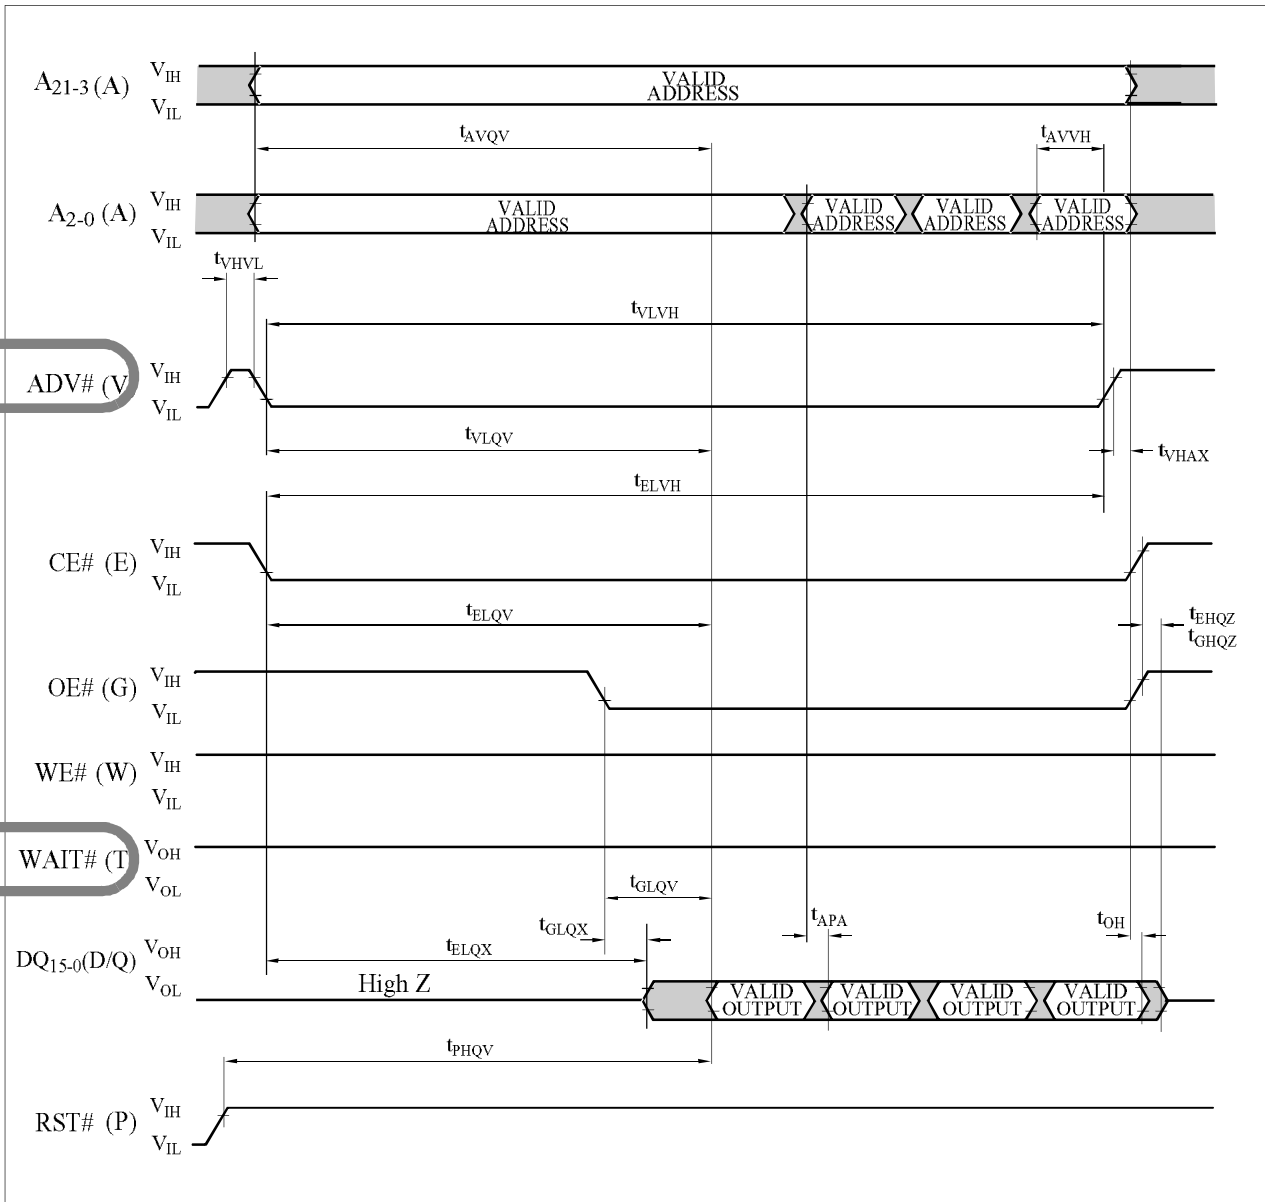 A21-3 (A) VIH VALID
VIL ADDRESS
tAVQV tAVVH
A2-0 (A) VIH VALID VALID VALID VALID
VIL ADDRESS ADDRESS ADDRESS ADDRESS
tVHVL
tVLVH
ADV# (V VIH
VIL
tVLQV tVHAX
tELVH
CE# (E) VIH
VIL
tELQV tEHQZ
tGHQZ
OE# (G) VIH
VIL
WE# (W) VIH
VIL
WAIT# (T VOH
VOL
tGLQV
tGLQX tAPA tOH
tELQX
DQ15-0(D/Q) VOH
VOL
High Z
VALID VALID VALID VALID
OUTPUT OUTPUT OUTPUT OUTPUT
tPHQV
RST# (P) VIH
VIL